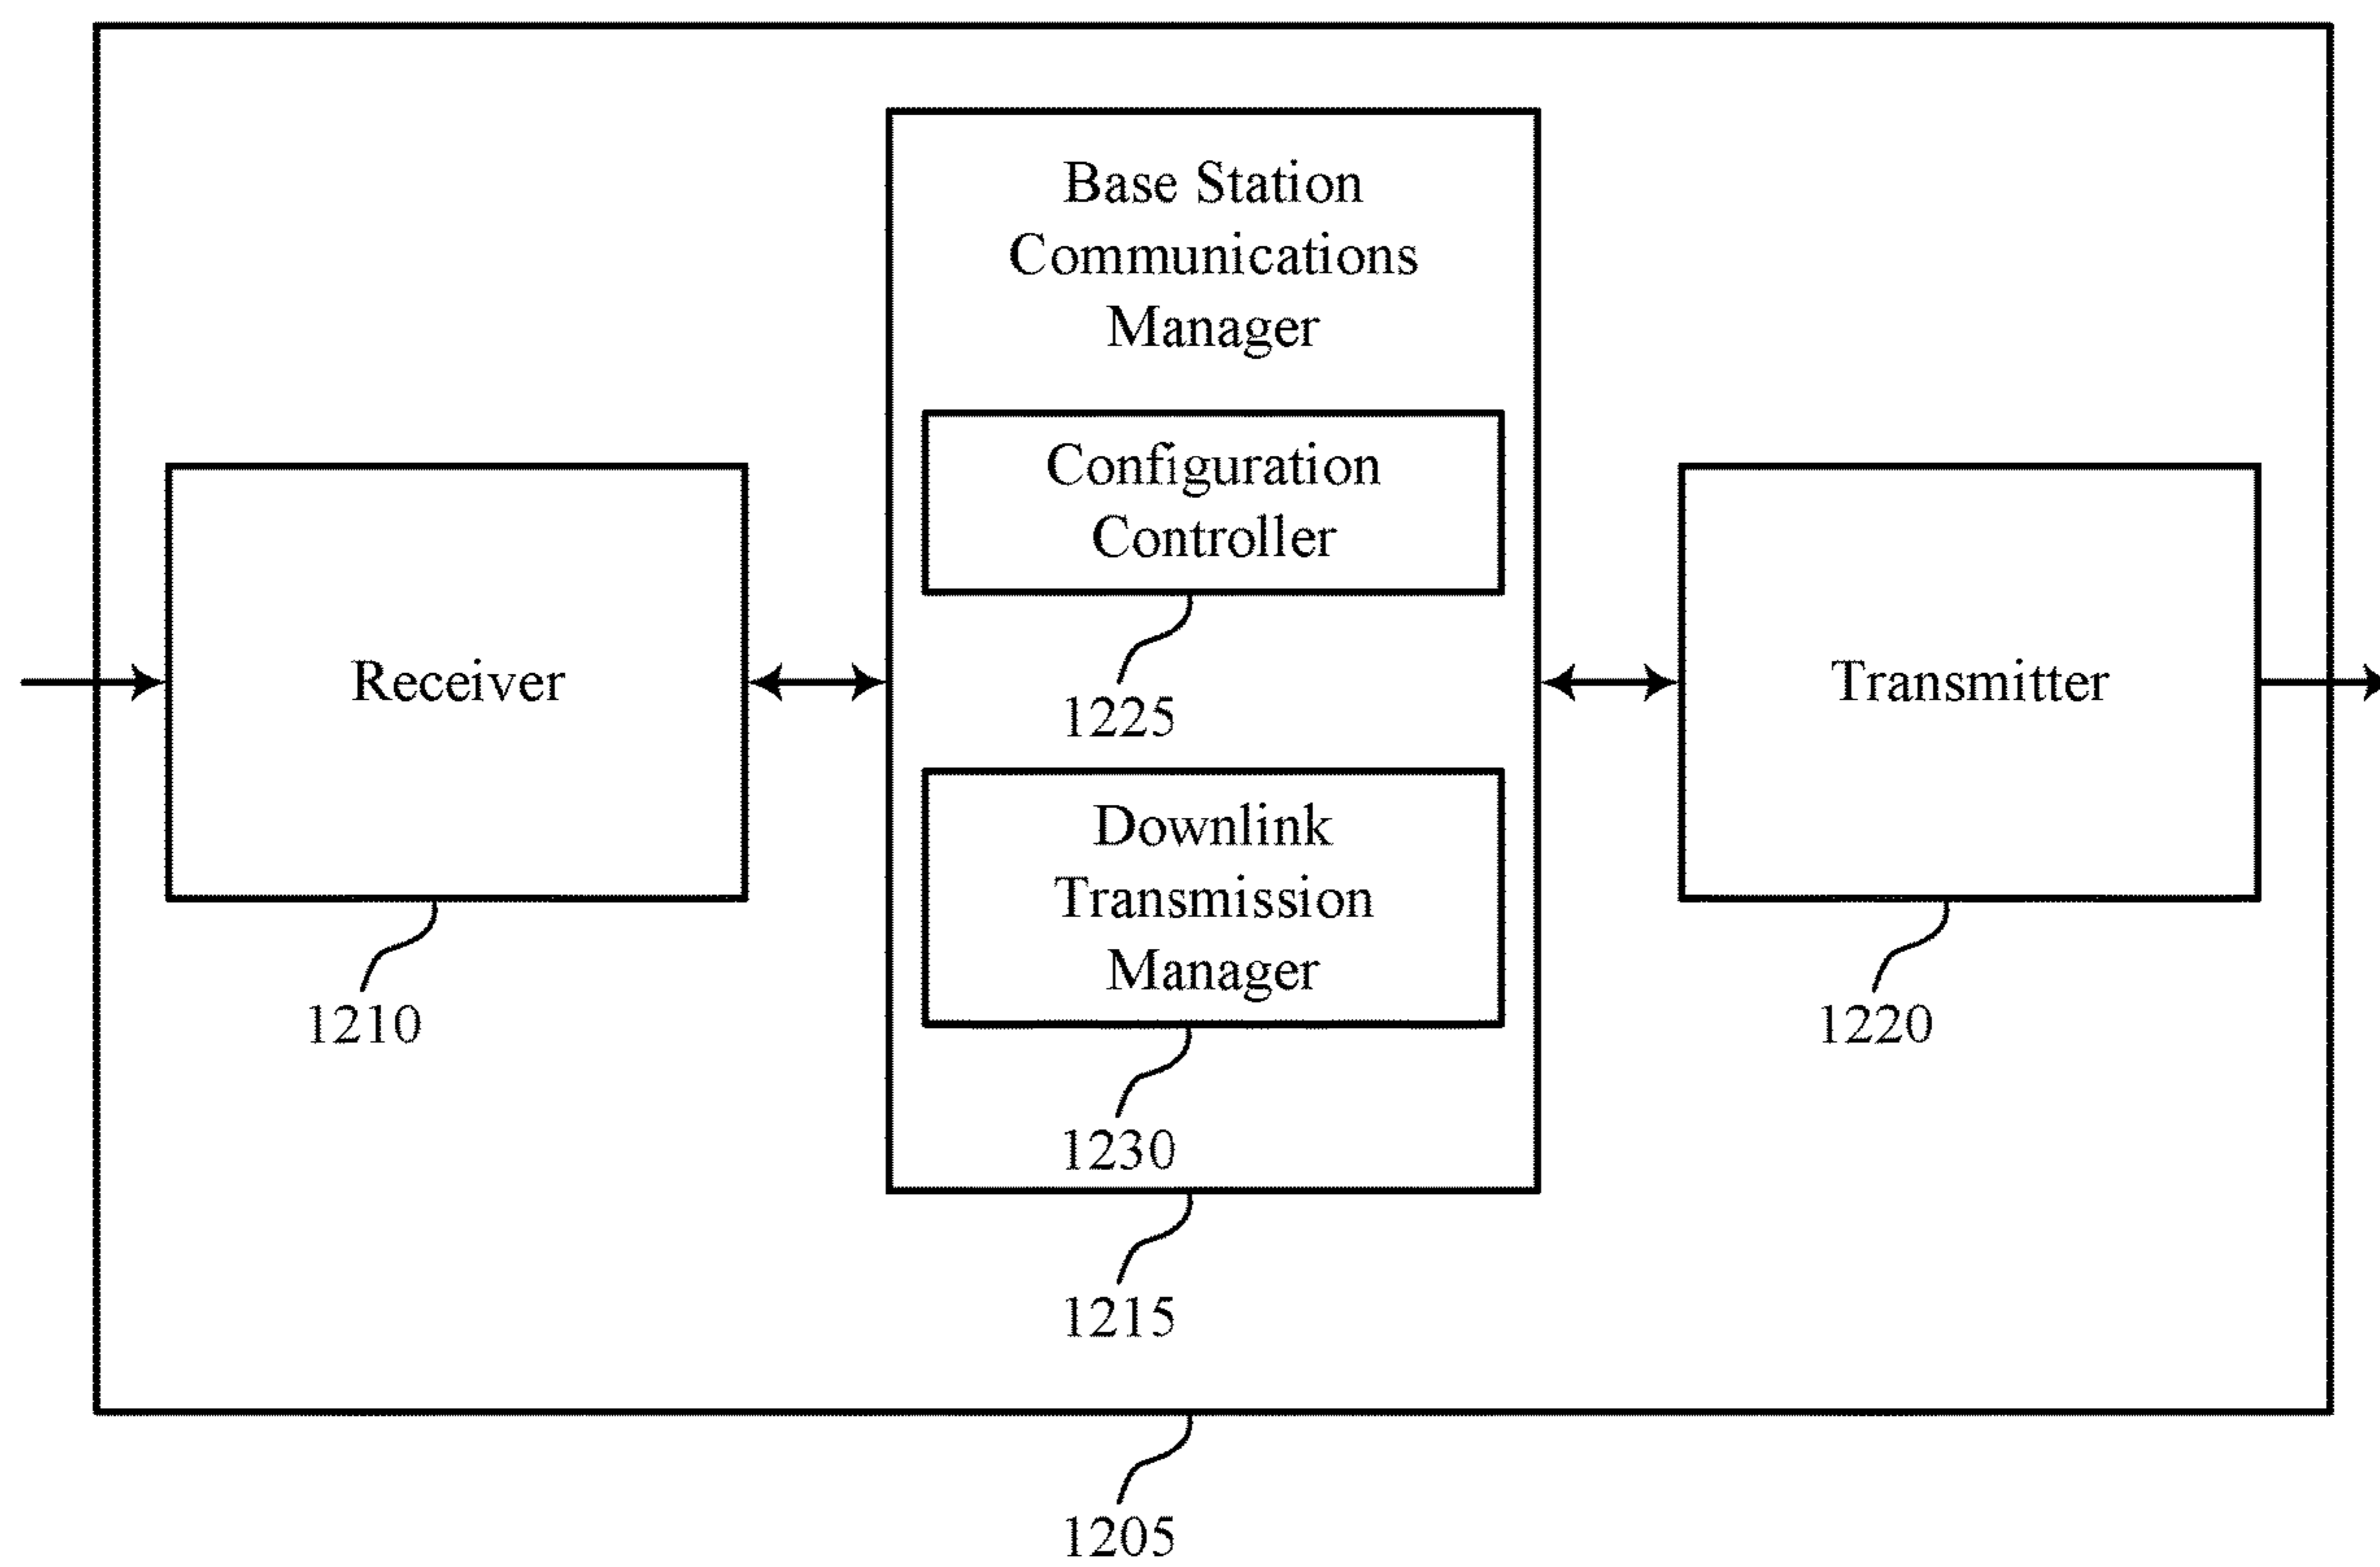 Base Station
Communications
Manager
Configuration
Controller
Receiver
Transmitter
1225
Downlink
Transmission
Manager
1210
1220
1230
1215
1205